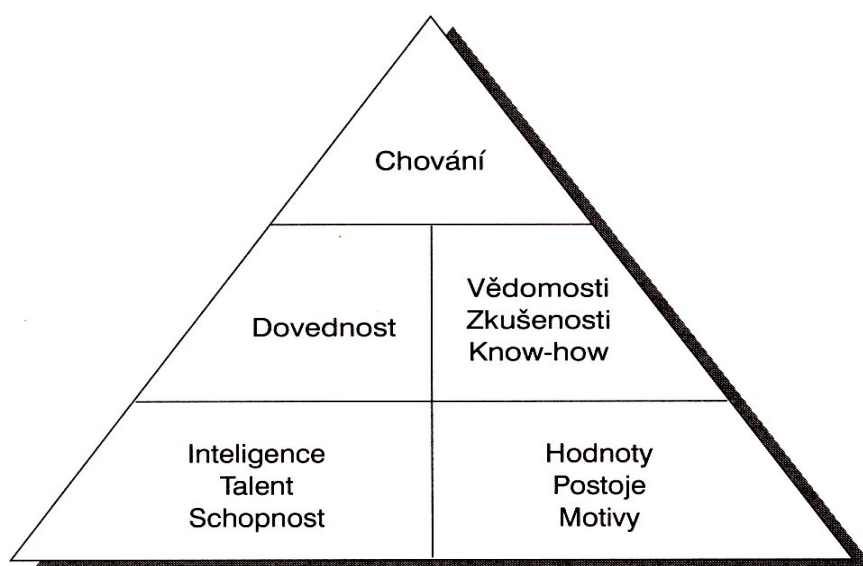 Chování
Dovednost
Vědomosti
Zkušenosti
Know-how
Inteligence
Talent
Schopnost
Hodnoty
Postoje
Motivy